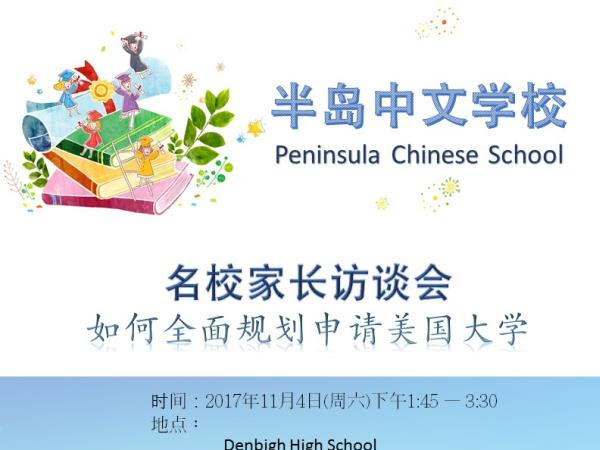 半岛中文学校
Peninsula Chinese School
名校家长访谈会
如何全面规划申请美国大学
时间：2017年11月4日(周六)下午1:45 — 3:30
地点：
Denbigh High School